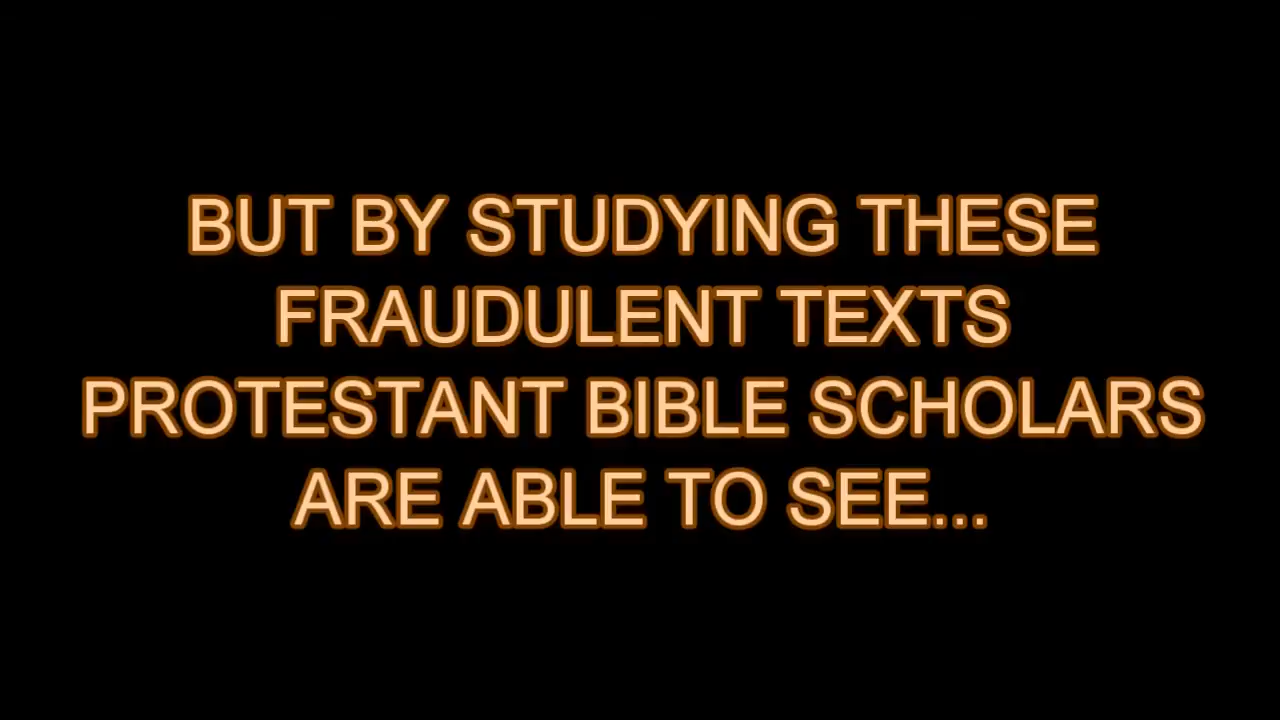 BUT BY STUDYING THESE
FRAUDULENT TEXTS
PROTESTANT BIBLE SCHOLARS
ARE ABLE TO SEE...